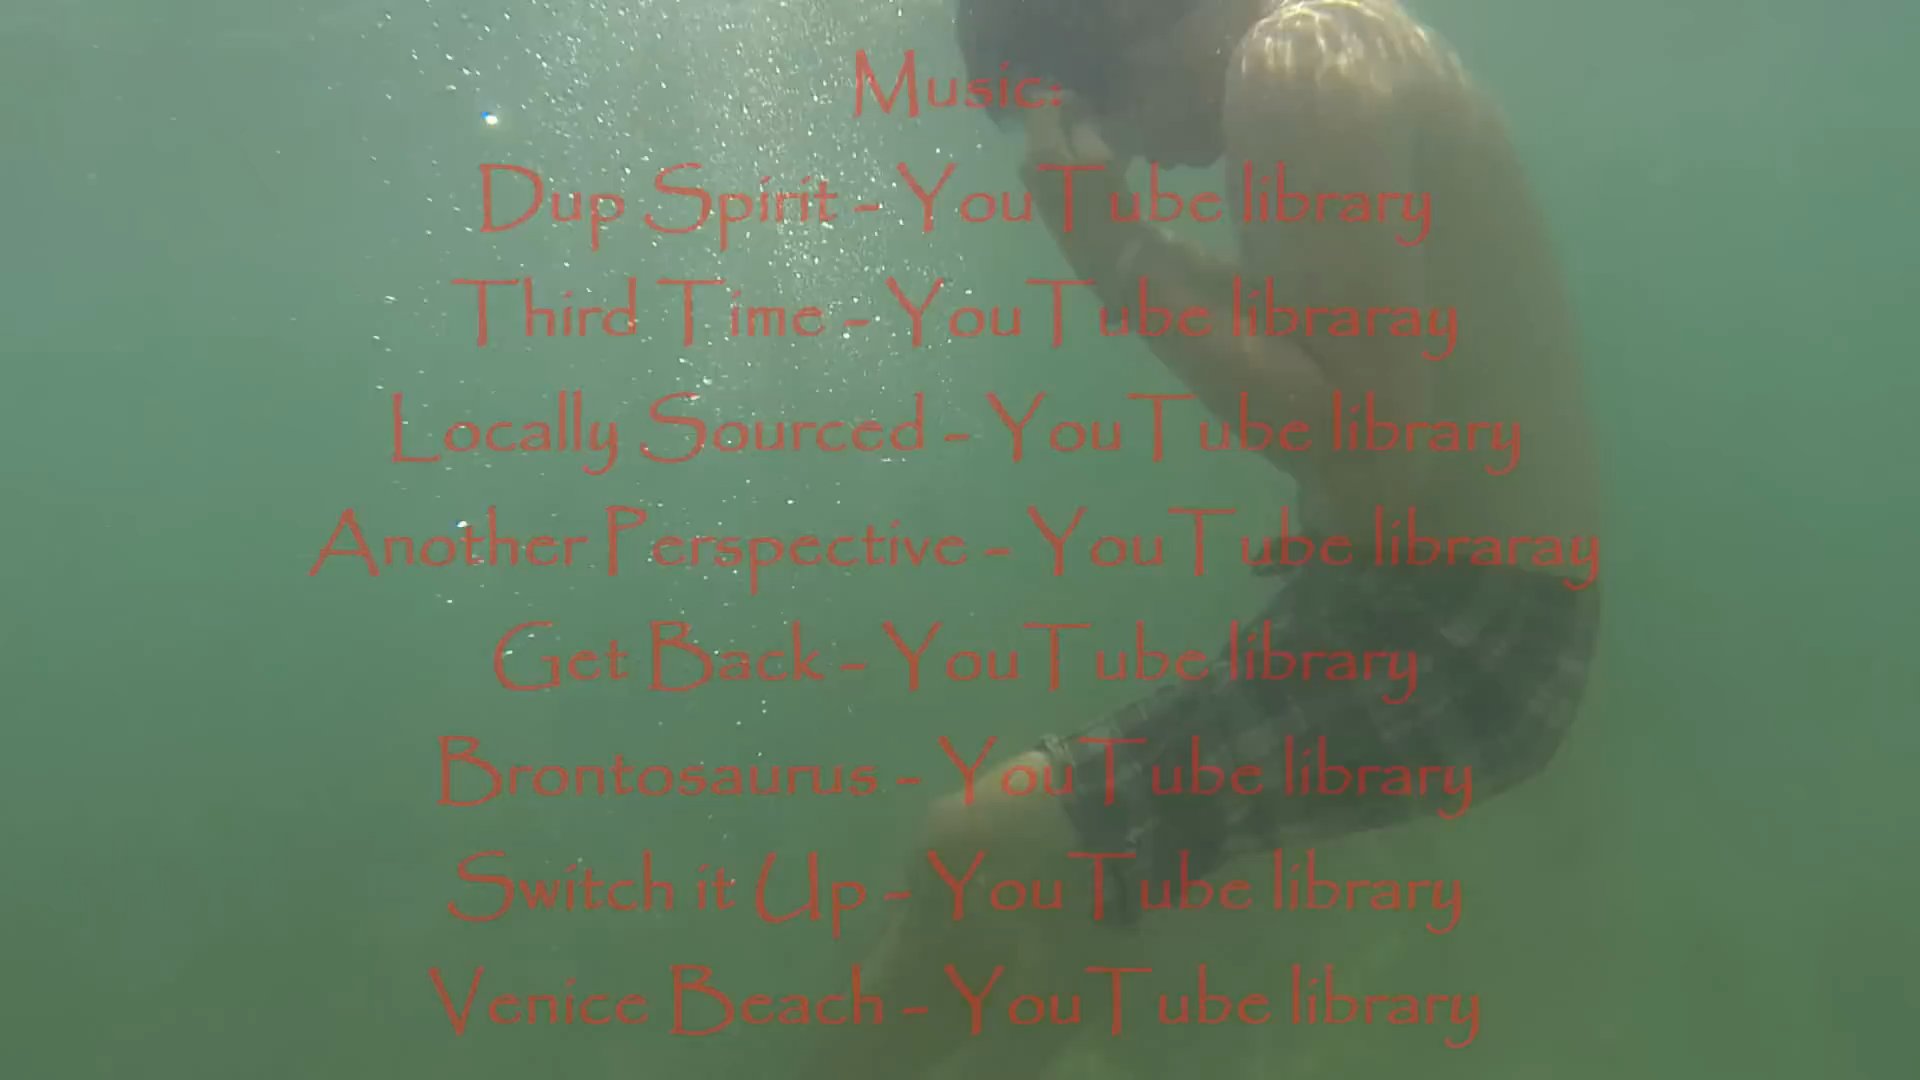 Music:
Dup Spirit - YouTube library
Third Time - YouTube libraray
Locally Sourced - YouTube library
Another Perspective - YouTube libraray
Get Back - YouTube library
Brontosaurus - YouTube library
Switch it Up - YouTube library
Venice Beach - YouTube library